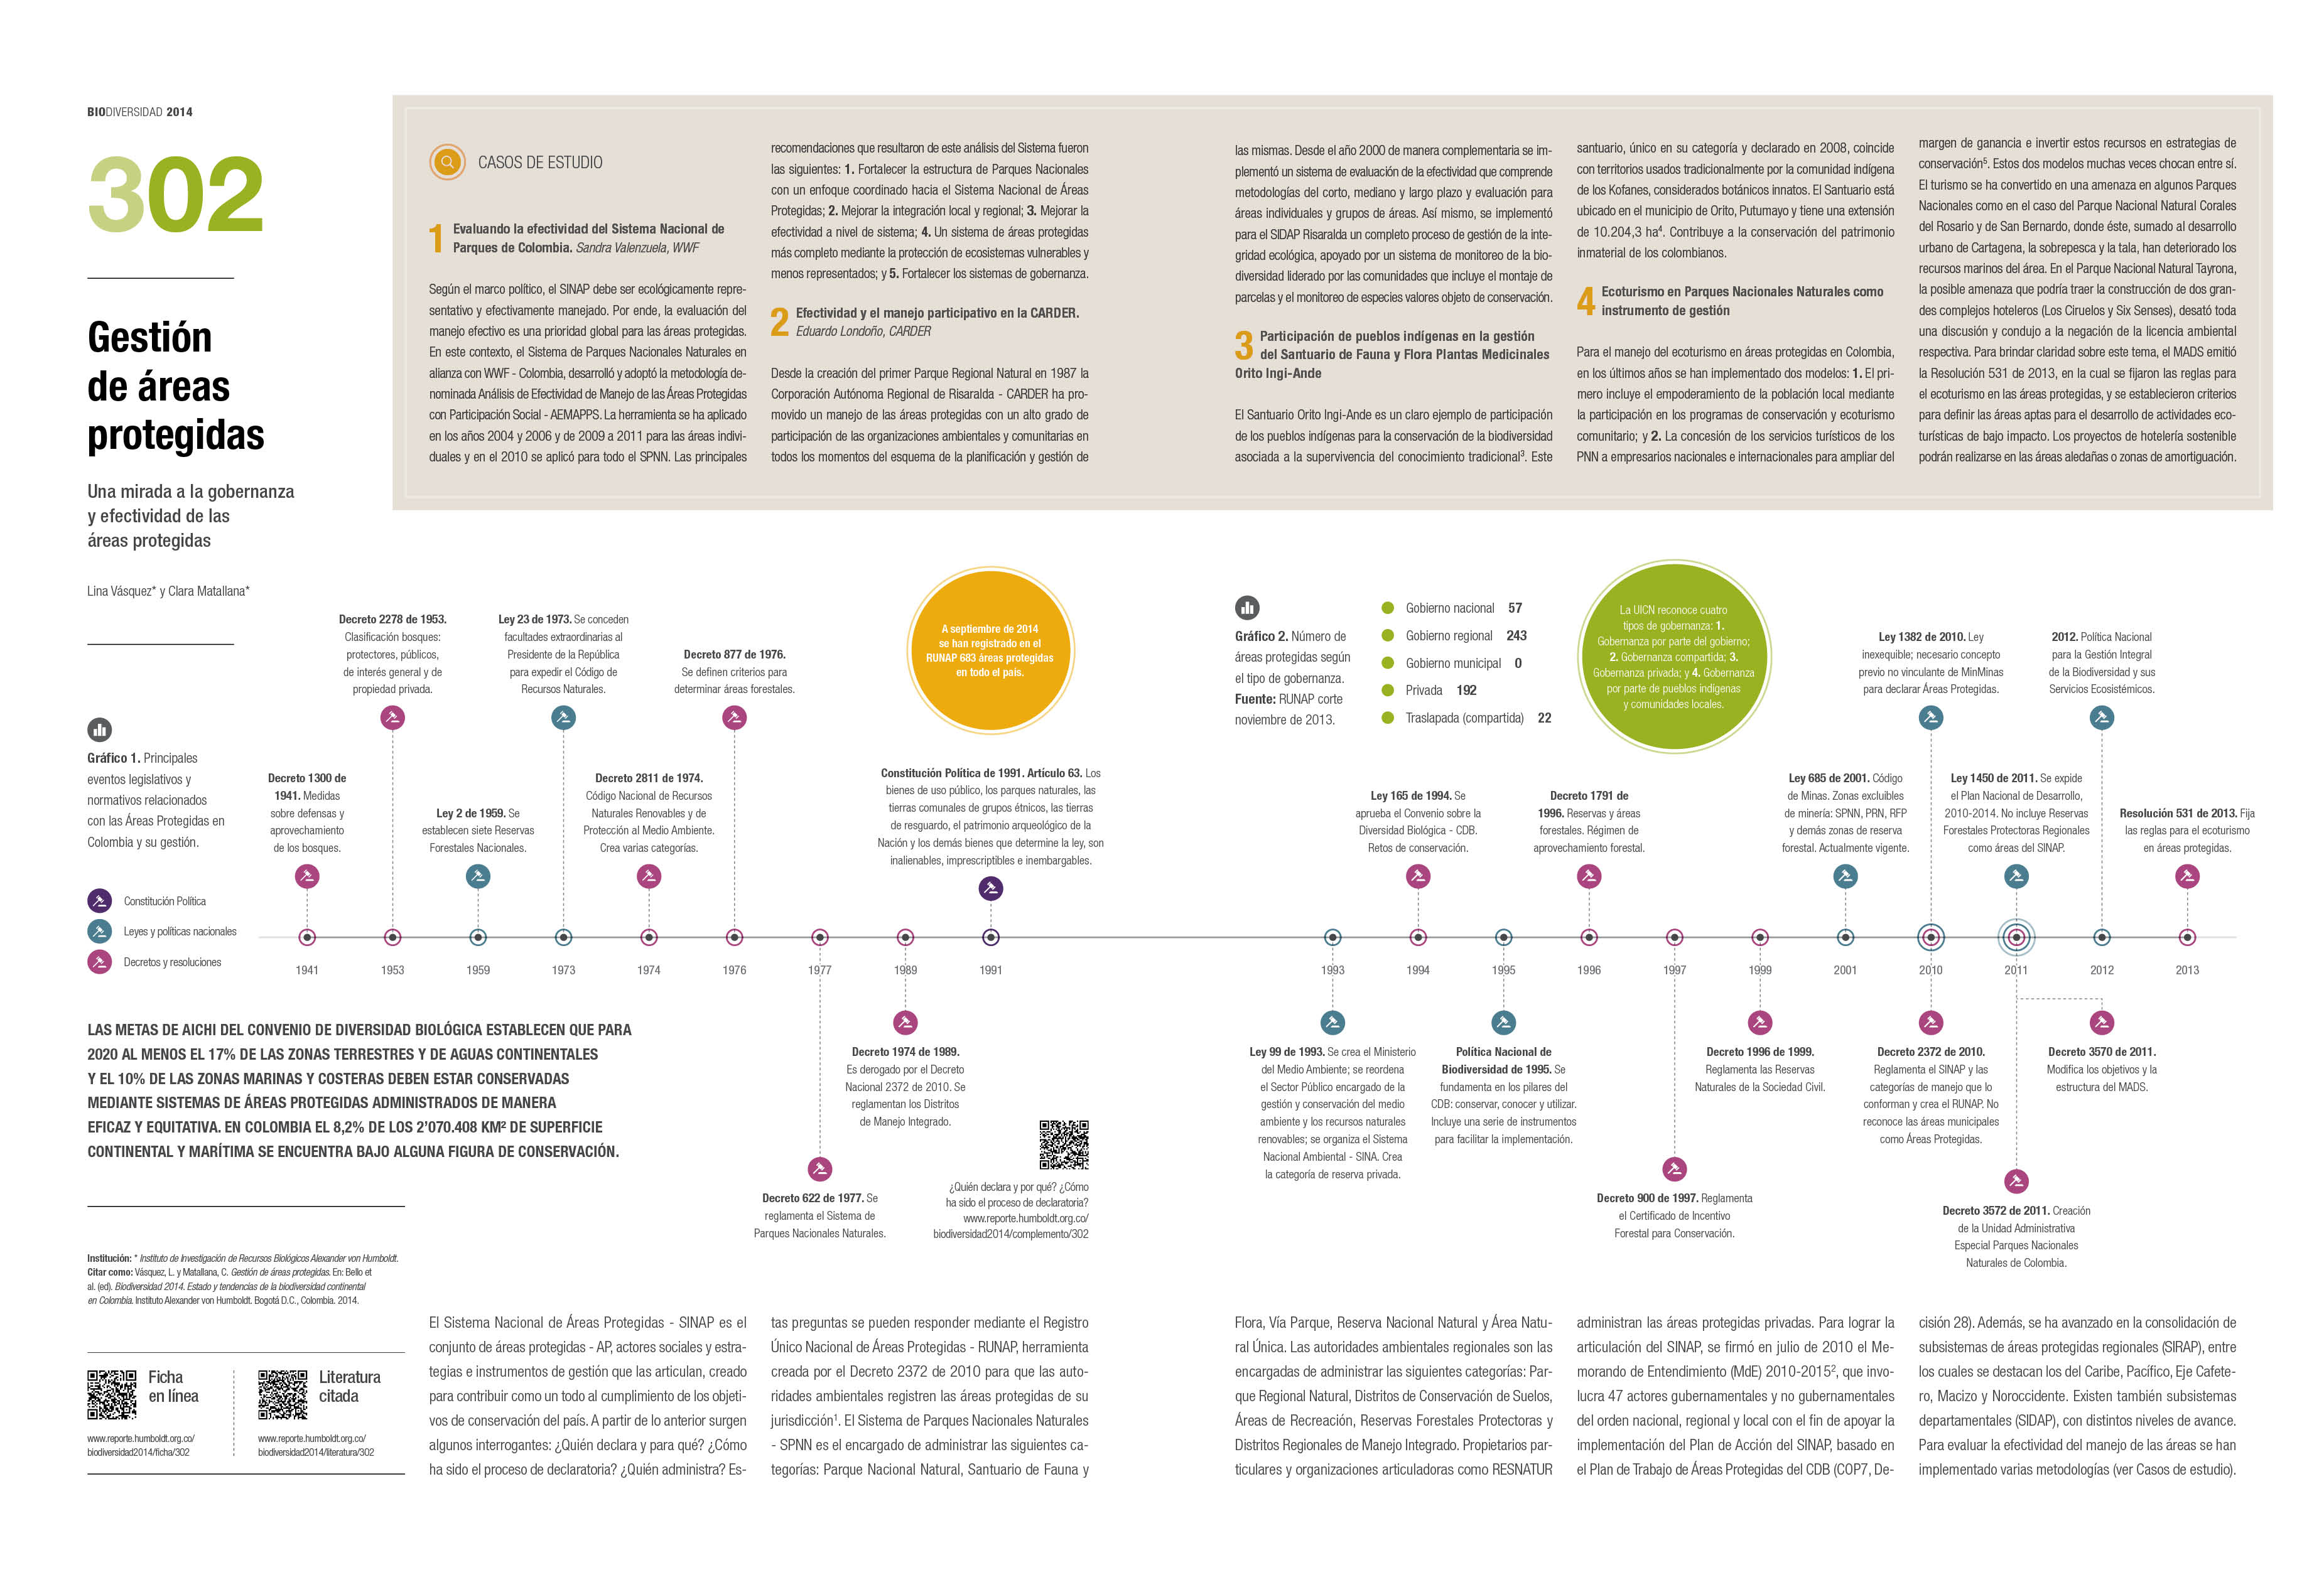 BIODIVERSIDAD 2014
302
Gestión
de áreas
protegidas
Una mirada a la gobernanza
y efectividad de las
áreas protegidas
Lina Vásquez* y Clara Matallana*
CASOS DE ESTUDIO
1 Evaluando la efectividad del Sistema Nacional de
Parques de Colombia. Sandra Valenzuela, WWF
Según el marco político, el SINAP debe ser ecológicamente repre-
sentativo y efectivamente manejado. Por ende, la evaluación del
manejo efectivo es una prioridad global para las áreas protegidas.
En este contexto, el Sistema de Parques Nacionales Naturales en
alianza con WWF - Colombia, desarrolló y adoptó la metodología de-
nominada Análisis de Efectividad de Manejo de las Áreas Protegidas
con Participación Social - AEMAPPS. La herramienta se ha aplicado
en los años 2004 y 2006 y de 2009 a 2011 para las áreas indivi-
duales y en el 2010 se aplicó para todo el SPNN. Las principales
recomendaciones que resultaron de este análisis del Sistema fueron
las siguientes: 1. Fortalecer la estructura de Parques Nacionales
con un enfoque coordinado hacia el Sistema Nacional de Áreas
Protegidas; 2. Mejorar la integración local y regional; 3. Mejorar la
efectividad a nivel de sistema; 4. Un sistema de áreas protegidas
más completo mediante la protección de ecosistemas vulnerables y
menos representados; y 5. Fortalecer los sistemas de gobernanza.
2 Efectividad y el manejo participativo en la CARDER.
Eduardo Londoño, CARDER
Desde la creación del primer Parque Regional Natural en 1987 la
Corporación Autónoma Regional de Risaralda - CARDER ha pro-
movido un manejo de las áreas protegidas con un alto grado de
participación de las organizaciones ambientales y comunitarias en
todos los momentos del esquema de la planificación y gestión de
las mismas. Desde el año 2000 de manera complementaria se im-
plementó un sistema de evaluación de la efectividad que comprende
metodologías del corto, mediano y largo plazo y evaluación para
áreas individuales y grupos de áreas. Así mismo, se implementó
para el SIDAP Risaralda un completo proceso de gestión de la inte-
gridad ecológica, apoyado por un sistema de monitoreo de la bio-
diversidad liderado por las comunidades que incluye el montaje de
parcelas y el monitoreo de especies valores objeto de conservación.
3 Participación de pueblos indígenas en la gestión
del Santuario de Fauna y Flora Plantas Medicinales
Orito Ingi-Ande
El Santuario Orito Ingi-Ande es un claro ejemplo de participación
de los pueblos indígenas para la conservación de la biodiversidad
asociada a la supervivencia del conocimiento tradicional³. Este
santuario, único en su categoría y declarado en 2008, coincide
con territorios usados tradicionalmente por la comunidad indígena
de los Kofanes, considerados botánicos innatos. El Santuario está
ubicado en el municipio de Orito, Putumayo y tiene una extensión
de 10.204,3 ha⁴. Contribuye a la conservación del patrimonio
inmaterial de los colombianos.
4 Ecoturismo en Parques Nacionales Naturales como
instrumento de gestión
Para el manejo del ecoturismo en áreas protegidas en Colombia,
en los últimos años se han implementado dos modelos: 1. El pri-
mero incluye el empoderamiento de la población local mediante
la participación en los programas de conservación y ecoturismo
comunitario; y 2. La concesión de los servicios turísticos de los
PNN a empresarios nacionales e internacionales para ampliar del
margen de ganancia e invertir estos recursos en estrategias de
conservación⁵. Estos dos modelos muchas veces chocan entre sí.
El turismo se ha convertido en una amenaza en algunos Parques
Nacionales como en el caso del Parque Nacional Natural Corales
del Rosario y de San Bernardo, donde éste, sumado al desarrollo
urbano de Cartagena, la sobrepesca y la tala, han deteriorado los
recursos marinos del área. En el Parque Nacional Natural Tayrona,
la posible amenaza que podría traer la construcción de dos gran-
des complejos hoteleros (Los Ciruelos y Six Senses), desató toda
una discusión y condujo a la negación de la licencia ambiental
respectiva. Para brindar claridad sobre este tema, el MADS emitió
la Resolución 531 de 2013, en la cual se fijaron las reglas para
el ecoturismo en las áreas protegidas, y se establecieron criterios
para definir las áreas aptas para el desarrollo de actividades eco-
turísticas de bajo impacto. Los proyectos de hotelería sostenible
podrán realizarse en las áreas aledañas o zonas de amortiguación.
Gráfico 1. Principales
eventos legislativos y
normativos relacionados
con las Áreas Protegidas en
Colombia y su gestión.
Constitución Política
Leyes y políticas nacionales
Decretos y resoluciones
Decreto 1300 de
1941. Medidas
sobre defensas y
aprovechamiento
de los bosques.
Decreto 2278 de 1953.
Clasificación bosques:
protectores, públicos,
de interés general y de
propiedad privada.
Ley 2 de 1959. Se
establecen siete Reservas
Forestales Nacionales.
Ley 23 de 1973. Se conceden
facultades extraordinarias al
Presidente de la República
para expedir el Código de
Recursos Naturales.
Decreto 2811 de 1974.
Código Nacional de Recursos
Naturales Renovables y de
Protección al Medio Ambiente.
Crea varias categorías.
Decreto 877 de 1976.
Se definen criterios para
determinar áreas forestales.
A septiembre de 2014
se han registrado en el
RUNAP 683 áreas protegidas
en todo el país.
Constitución Política de 1991. Artículo 63. Los
bienes de uso público, los parques naturales, las
tierras comunales de grupos étnicos, las tierras
de resguardo, el patrimonio arqueológico de la
Nación y los demás bienes que determine la ley, son
inalienables, imprescriptibles e inembargables.
1941 1953 1959 1973 1974 1976 1977 1989 1991
Decreto 1974 de 1989.
Es derogado por el Decreto
Nacional 2372 de 2010. Se
reglamentan los Distritos
de Manejo Integrado.
Decreto 622 de 1977. Se
reglamenta el Sistema de
Parques Nacionales Naturales.
¿Quién declara y por qué? ¿Cómo
ha sido el proceso de declaratoria?
www.reporte.humboldt.org.co/
biodiversidad2014/complemento/302
Gráfico 2. Número de
áreas protegidas según
el tipo de gobernanza.
Fuente: RUNAP corte
noviembre de 2013.
Gobierno nacional 57
Gobierno regional 243
Gobierno municipal 0
Privada 192
Traslapada (compartida) 22
La UICN reconoce cuatro
tipos de gobernanza: 1.
Gobernanza por parte del gobierno;
2. Gobernanza compartida; 3.
Gobernanza privada; y 4. Gobernanza
por parte de pueblos indígenas
y comunidades locales.
Ley 165 de 1994. Se
aprueba el Convenio sobre la
Diversidad Biológica - CDB.
Retos de conservación.
Decreto 1791 de
1996. Reservas y áreas
forestales. Régimen de
aprovechamiento forestal.
Ley 685 de 2001. Código
de Minas. Zonas excluibles
de minería: SPNN, PRN, RFP
y demás zonas de reserva
forestal. Actualmente vigente.
Ley 1382 de 2010. Ley
inexequible; necesario concepto
previo no vinculante de MinMinas
para declarar Áreas Protegidas.
Ley 1450 de 2011. Se expide
el Plan Nacional de Desarrollo,
2010-2014. No incluye Reservas
Forestales Protectoras Regionales
como áreas del SINAP.
2012. Política Nacional
para la Gestión Integral
de la Biodiversidad y sus
Servicios Ecosistémicos.
Resolución 531 de 2013. Fija
las reglas para el ecoturismo
en áreas protegidas.
1993 1994 1995 1996 1997 1999 2001 2010 2011 2012 2013
Ley 99 de 1993. Se crea el Ministerio
del Medio Ambiente; se reordena
el Sector Público encargado de la
gestión y conservación del medio
ambiente y los recursos naturales
renovables; se organiza el Sistema
Nacional Ambiental - SINA. Crea
la categoría de reserva privada.
Política Nacional de
Biodiversidad de 1995. Se
fundamenta en los pilares del
CDB: conservar, conocer y utilizar.
Incluye una serie de instrumentos
para facilitar la implementación.
Decreto 900 de 1997. Reglamenta
el Certificado de Incentivo
Forestal para Conservación.
Decreto 1996 de 1999.
Reglamenta las Reservas
Naturales de la Sociedad Civil.
Decreto 2372 de 2010.
Reglamenta el SINAP y las
categorías de manejo que lo
conforman y crea el RUNAP. No
reconoce las áreas municipales
como Áreas Protegidas.
Decreto 3572 de 2011. Creación
de la Unidad Administrativa
Especial Parques Nacionales
Naturales de Colombia.
Decreto 3570 de 2011.
Modifica los objetivos y la
estructura del MADS.
LAS METAS DE AICHI DEL CONVENIO DE DIVERSIDAD BIOLÓGICA ESTABLECEN QUE PARA
2020 AL MENOS EL 17% DE LAS ZONAS TERRESTRES Y DE AGUAS CONTINENTALES
Y EL 10% DE LAS ZONAS MARINAS Y COSTERAS DEBEN ESTAR CONSERVADAS
MEDIANTE SISTEMAS DE ÁREAS PROTEGIDAS ADMINISTRADOS DE MANERA
EFICAZ Y EQUITATIVA. EN COLOMBIA EL 8,2% DE LOS 2’070.408 KM² DE SUPERFICIE
CONTINENTAL Y MARÍTIMA SE ENCUENTRA BAJO ALGUNA FIGURA DE CONSERVACIÓN.
Institución: * Instituto de Investigación de Recursos Biológicos Alexander von Humboldt.
Citar como: Vásquez, L. y Matallana, C. Gestión de áreas protegidas. En: Bello et
al. (ed). Biodiversidad 2014. Estado y tendencias de la biodiversidad continental
en Colombia. Instituto Alexander von Humboldt. Bogotá D.C., Colombia. 2014.
Ficha
en línea
www.reporte.humboldt.org.co/
biodiversidad2014/ficha/302
Literatura
citada
www.reporte.humboldt.org.co/
biodiversidad2014/literatura/302
El Sistema Nacional de Áreas Protegidas - SINAP es el
conjunto de áreas protegidas - AP, actores sociales y estra-
tegias e instrumentos de gestión que las articulan, creado
para contribuir como un todo al cumplimiento de los objeti-
vos de conservación del país. A partir de lo anterior surgen
algunos interrogantes: ¿Quién declara y para qué? ¿Cómo
ha sido el proceso de declaratoria? ¿Quién administra? Es-
tas preguntas se pueden responder mediante el Registro
Único Nacional de Áreas Protegidas - RUNAP, herramienta
creada por el Decreto 2372 de 2010 para que las auto-
ridades ambientales registren las áreas protegidas de su
jurisdicción¹. El Sistema de Parques Nacionales Naturales
- SPNN es el encargado de administrar las siguientes ca-
tegorías: Parque Nacional Natural, Santuario de Fauna y
Flora, Vía Parque, Reserva Nacional Natural y Área Natu-
ral Única. Las autoridades ambientales regionales son las
encargadas de administrar las siguientes categorías: Par-
que Regional Natural, Distritos de Conservación de Suelos,
Áreas de Recreación, Reservas Forestales Protectoras y
Distritos Regionales de Manejo Integrado. Propietarios par-
ticulares y organizaciones articuladoras como RESNATUR
administran las áreas protegidas privadas. Para lograr la
articulación del SINAP, se firmó en julio de 2010 el Me-
morando de Entendimiento (MdE) 2010-2015², que invo-
lucra 47 actores gubernamentales y no gubernamentales
del orden nacional, regional y local con el fin de apoyar la
implementación del Plan de Acción del SINAP, basado en
el Plan de Trabajo de Áreas Protegidas del CDB (COP7, De-
cisión 28). Además, se ha avanzado en la consolidación de
subsistemas de áreas protegidas regionales (SIRAP), entre
los cuales se destacan los del Caribe, Pacífico, Eje Cafete-
ro, Macizo y Noroccidente. Existen también subsistemas
departamentales (SIDAP), con distintos niveles de avance.
Para evaluar la efectividad del manejo de las áreas se han
implementado varias metodologías (ver Casos de estudio).